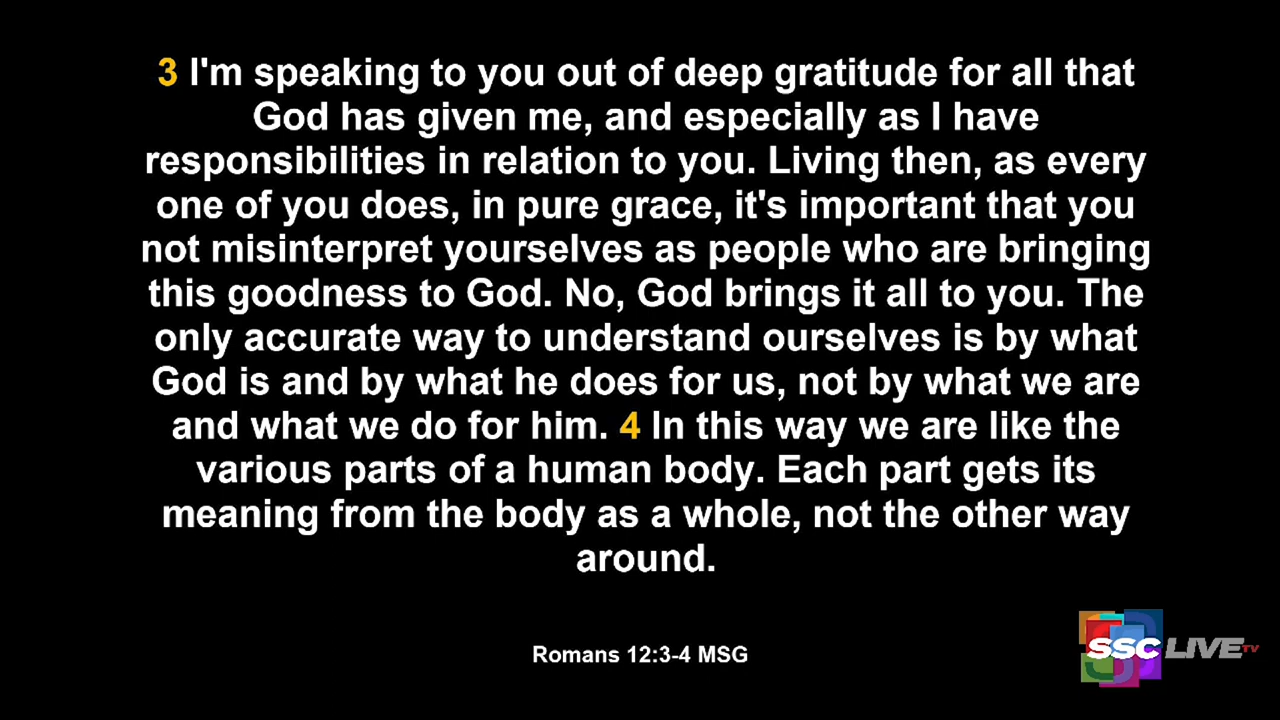 3 I'm speaking to you out of deep gratitude for all that
God has given me, and especially as I have
responsibilities in relation to you. Living then, as every
one of you does, in pure grace, it's important that you
not misinterpret yourselves as people who are bringing
this goodness to God. No, God brings it all to you. The
only accurate way to understand ourselves is by what
God is and by what he does for us, not by what we are
and what we do for him. 4 In this way we are like the
various parts of a human body. Each part gets its
meaning from the body as a whole, not the other way
around.
Romans 12:3-4 MSG
SSC LIVE TV